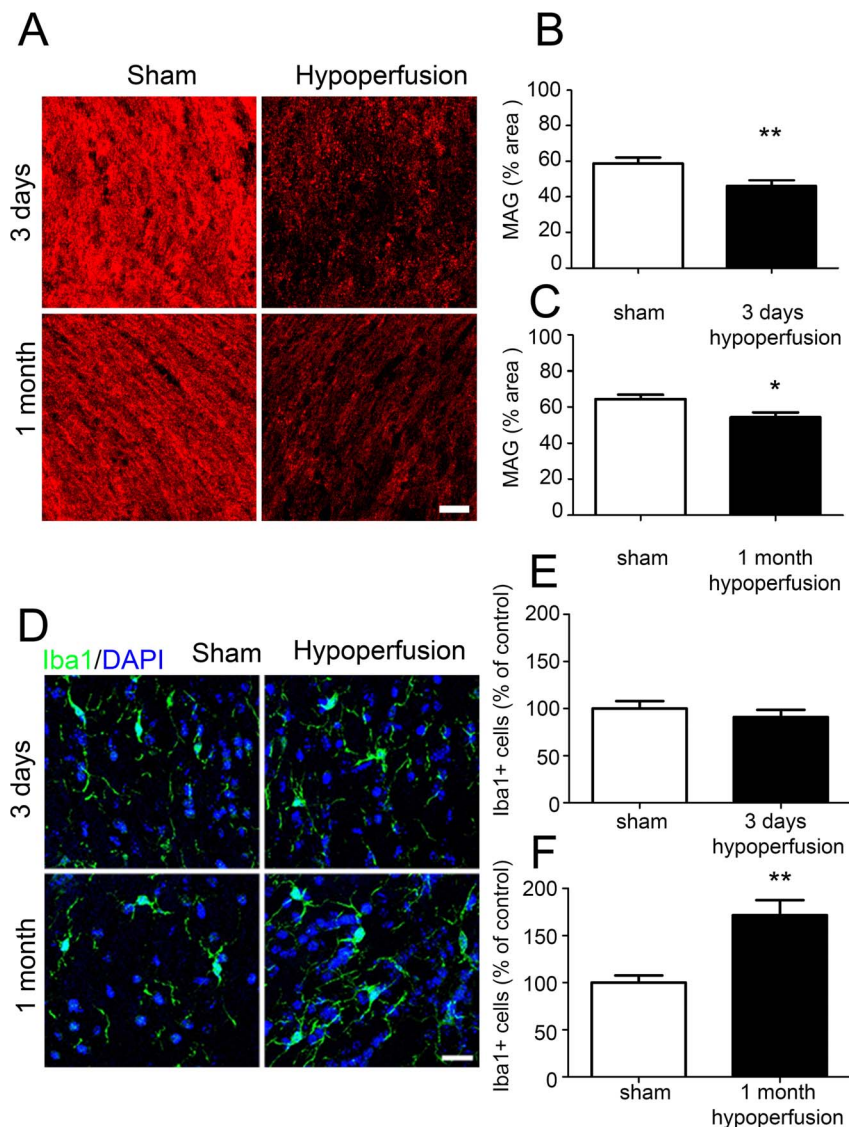 A
Sham
Hypoperfusion
3 days
1 month
B
MAG (% area )
100
80
60
40
20
0
**
sham
3 days
hypoperfusion
C
MAG (% area )
100
80
60
40
20
0
*
sham
1 month
hypoperfusion
D
Iba1/DAPI
Sham
Hypoperfusion
3 days
1 month
E
Iba1+ cells (% of control)
200
150
100
50
0
sham
3 days
hypoperfusion
F
Iba1+ cells (% of control)
200
150
100
50
0
**
sham
1 month
hypoperfusion